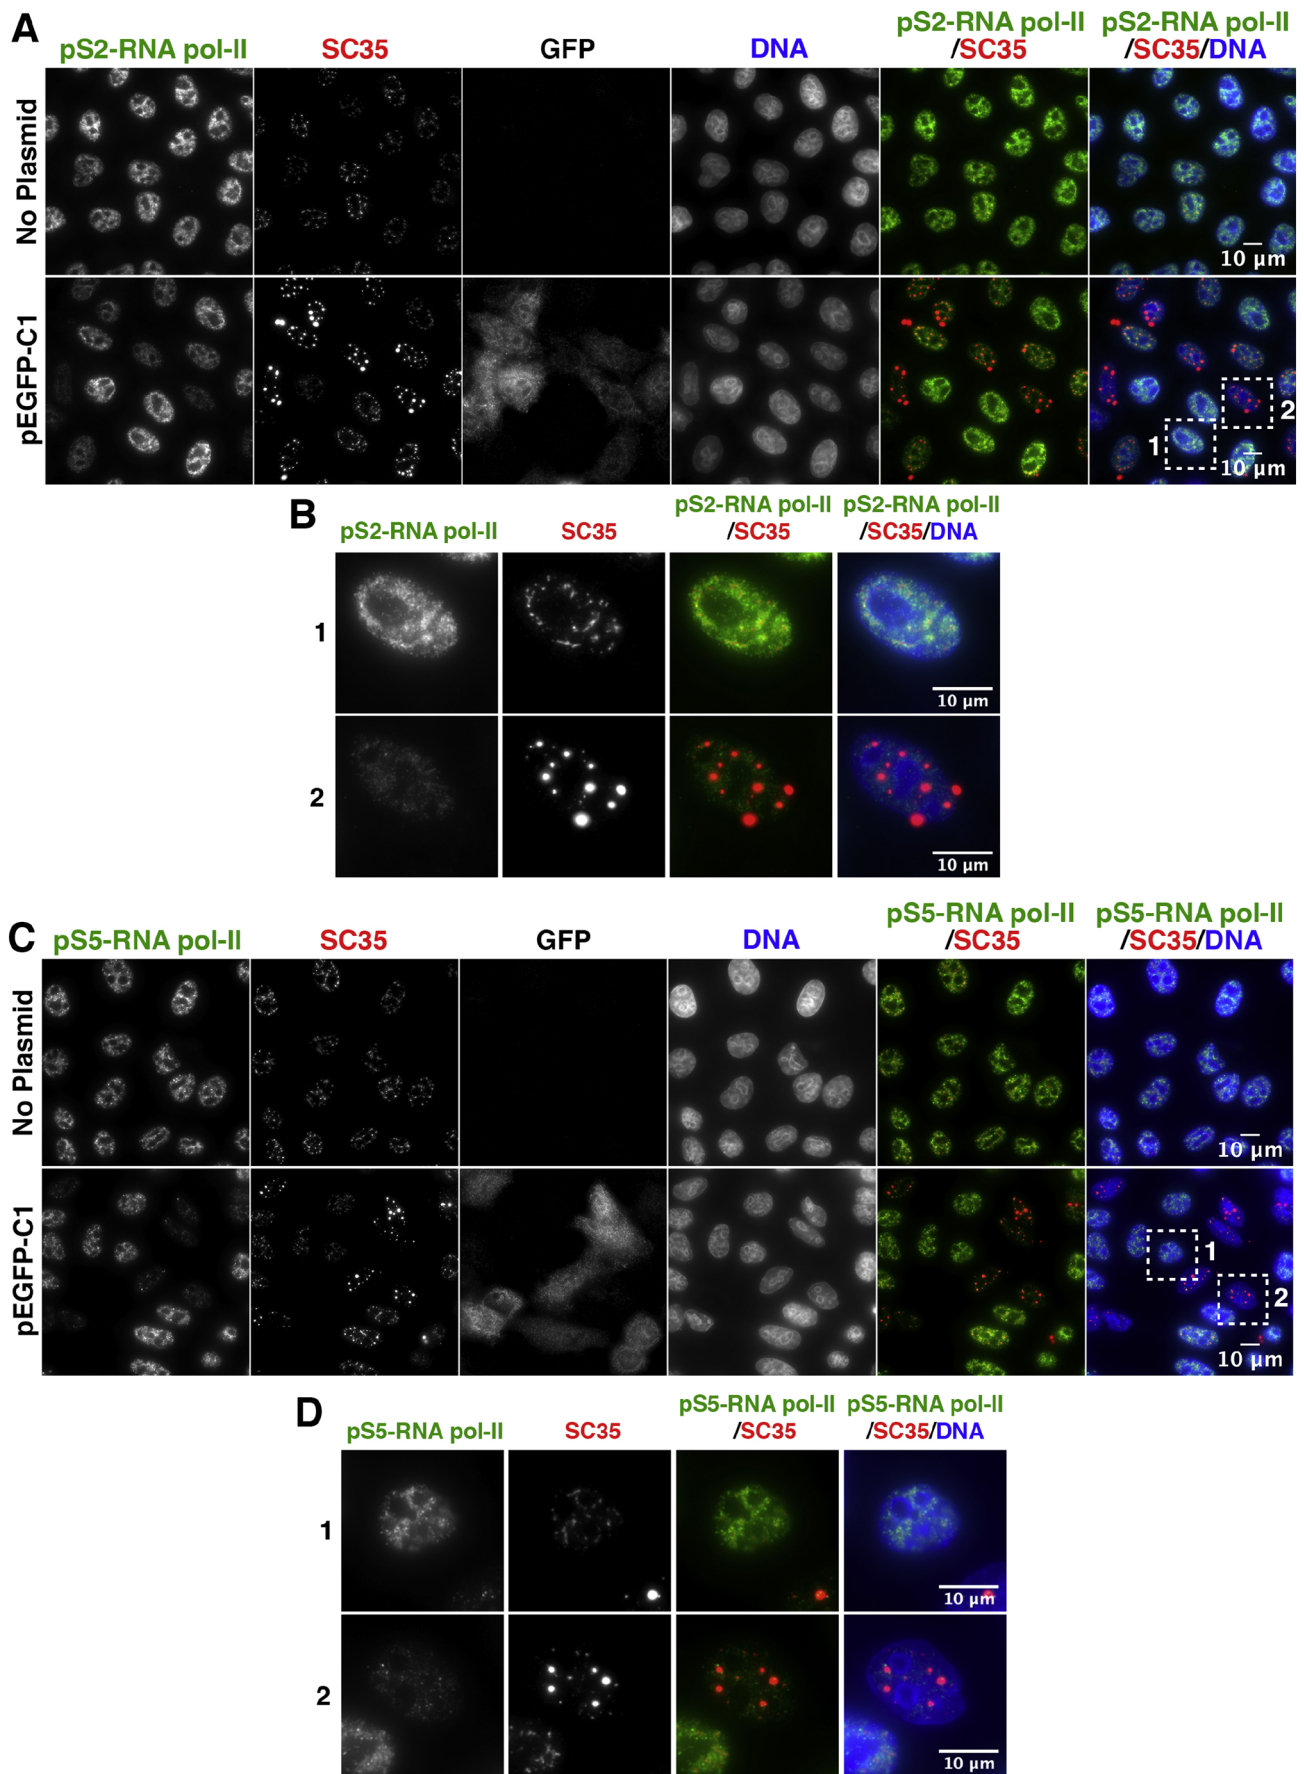 A
pS2-RNA pol-II SC35 GFP DNA pS2-RNA pol-II /SC35 pS2-RNA pol-II /SC35/DNA
No Plasmid
10 µm
pEGFP-C1
1
2
10 µm
B
pS2-RNA pol-II SC35 pS2-RNA pol-II /SC35 pS2-RNA pol-II /SC35/DNA
1
10 µm
2
10 µm
C
pS5-RNA pol-II SC35 GFP DNA pS5-RNA pol-II /SC35 pS5-RNA pol-II /SC35/DNA
No Plasmid
10 µm
pEGFP-C1
1
2
10 µm
D
pS5-RNA pol-II SC35 pS5-RNA pol-II /SC35 pS5-RNA pol-II /SC35/DNA
1
10 µm
2
10 µm